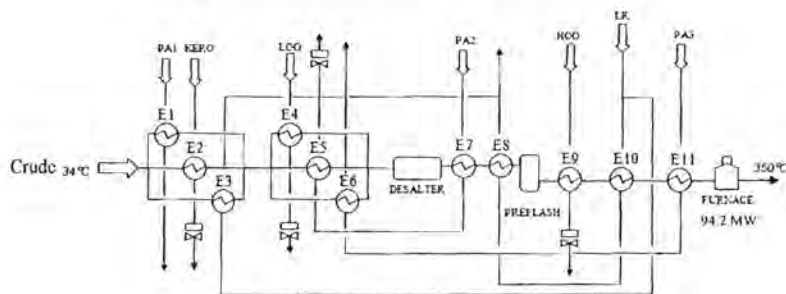 LR
PA1 KERO LGO PA2 HGO PA3
E1 E4
E2 E5 E7 E8 E9 E10 E11
Crude 34°C 350°C
E3 E6
DESALTER PREFLASH FURNACE
94.2 MW